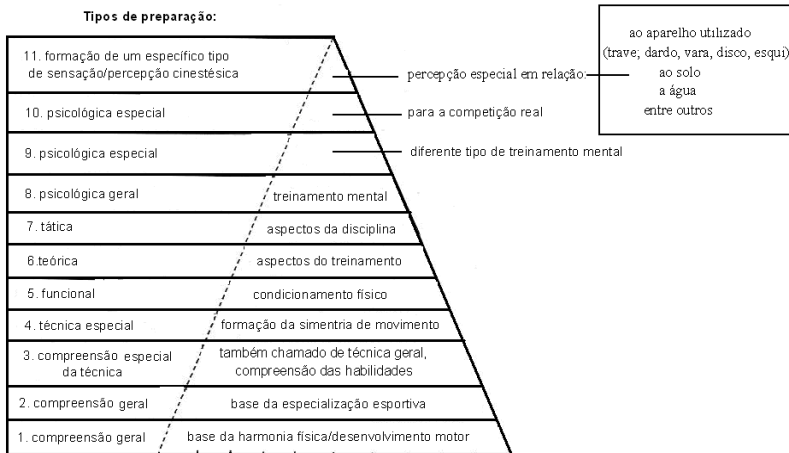 Tipos de preparação:
11. formação de um específico tipo
de sensação/percepção cinestésica
percepção especial em relação:
ao aparelho utilizado
(trave; dardo, vara, disco, esqui)
ao solo
a água
entre outros
10. psicológica especial
para a competição real
9. psicológica especial
diferente tipo de treinamento mental
8. psicológica geral
treinamento mental
7. tática
aspectos da disciplina
6.teórica
aspectos do treinamento
5. funcional
condicionamento físico
4. técnica especial
formação da simentria de movimento
3. compreensão especial
da técnica
também chamado de técnica geral,
compreensão das habilidades
2. compreensão geral
base da especialização esportiva
1. compreensão geral
base da harmonia física/desenvolvimento motor